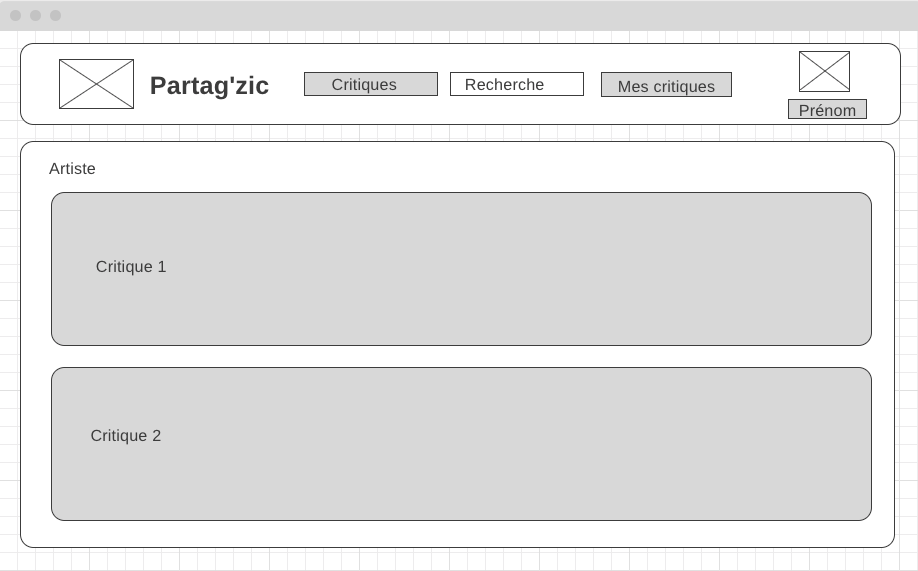 Partag'zic
Critiques
Recherche
Mes critiques
Prénom
Artiste
Critique 1
Critique 2